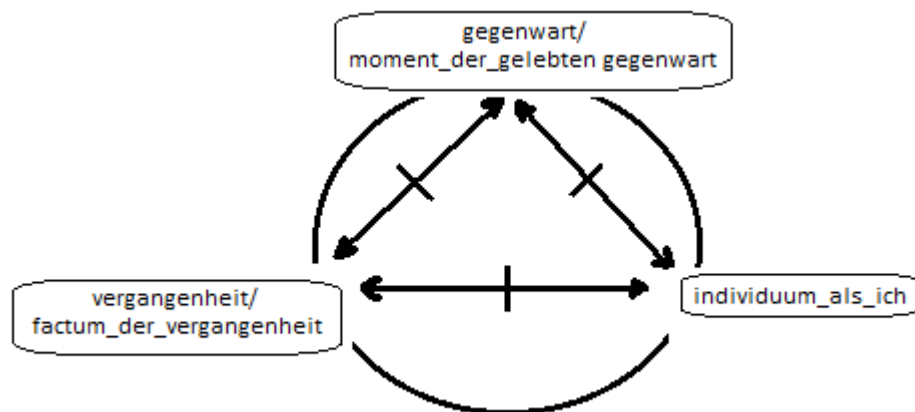 gegenwart/
moment_der_gelebten gegenwart
vergangenheit/
factum_der_vergangenheit
individuum_als_ich